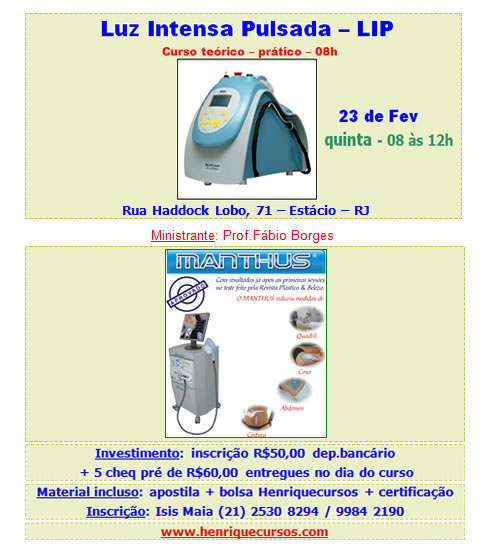 Luz Intensa Pulsada – LIP
Curso teórico – prático – 08h
23 de Fev
quinta - 08 às 12h
Rua Haddock Lobo, 71 – Estácio – RJ
Ministrante: Prof.Fábio Borges
MANTHUS
Com resultados já apos as primeiras sessões
no teste feito pela Revista Plastica & Beleza.
APROVADO
O MANTHUS reduziu medidas de
Quadril
Coxa
Abdômen
Cintura
Investimento: inscrição R$50,00 dep.bancário
+ 5 cheq pré de R$60,00 entregues no dia do curso
Material incluso: apostila + bolsa Henriquecursos + certificação
Inscrição: Isis Maia (21) 2530 8294 / 9984 2190
www.henriquecursos.com